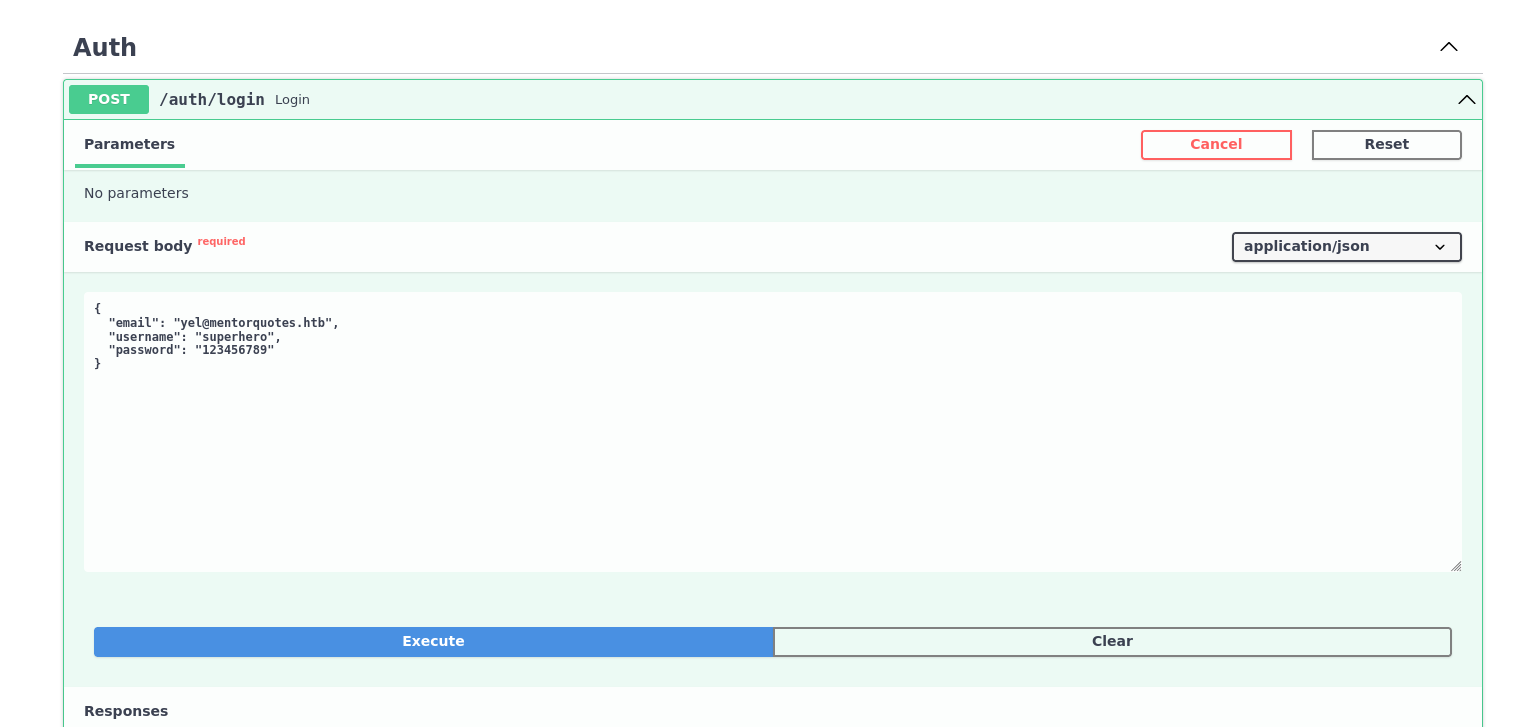 Auth
POST /auth/login Login
Parameters Cancel Reset
No parameters
Request body required application/json
{
  "email": "yel@mentorquotes.htb",
  "username": "superhero",
  "password": "123456789"
}
Execute Clear
Responses